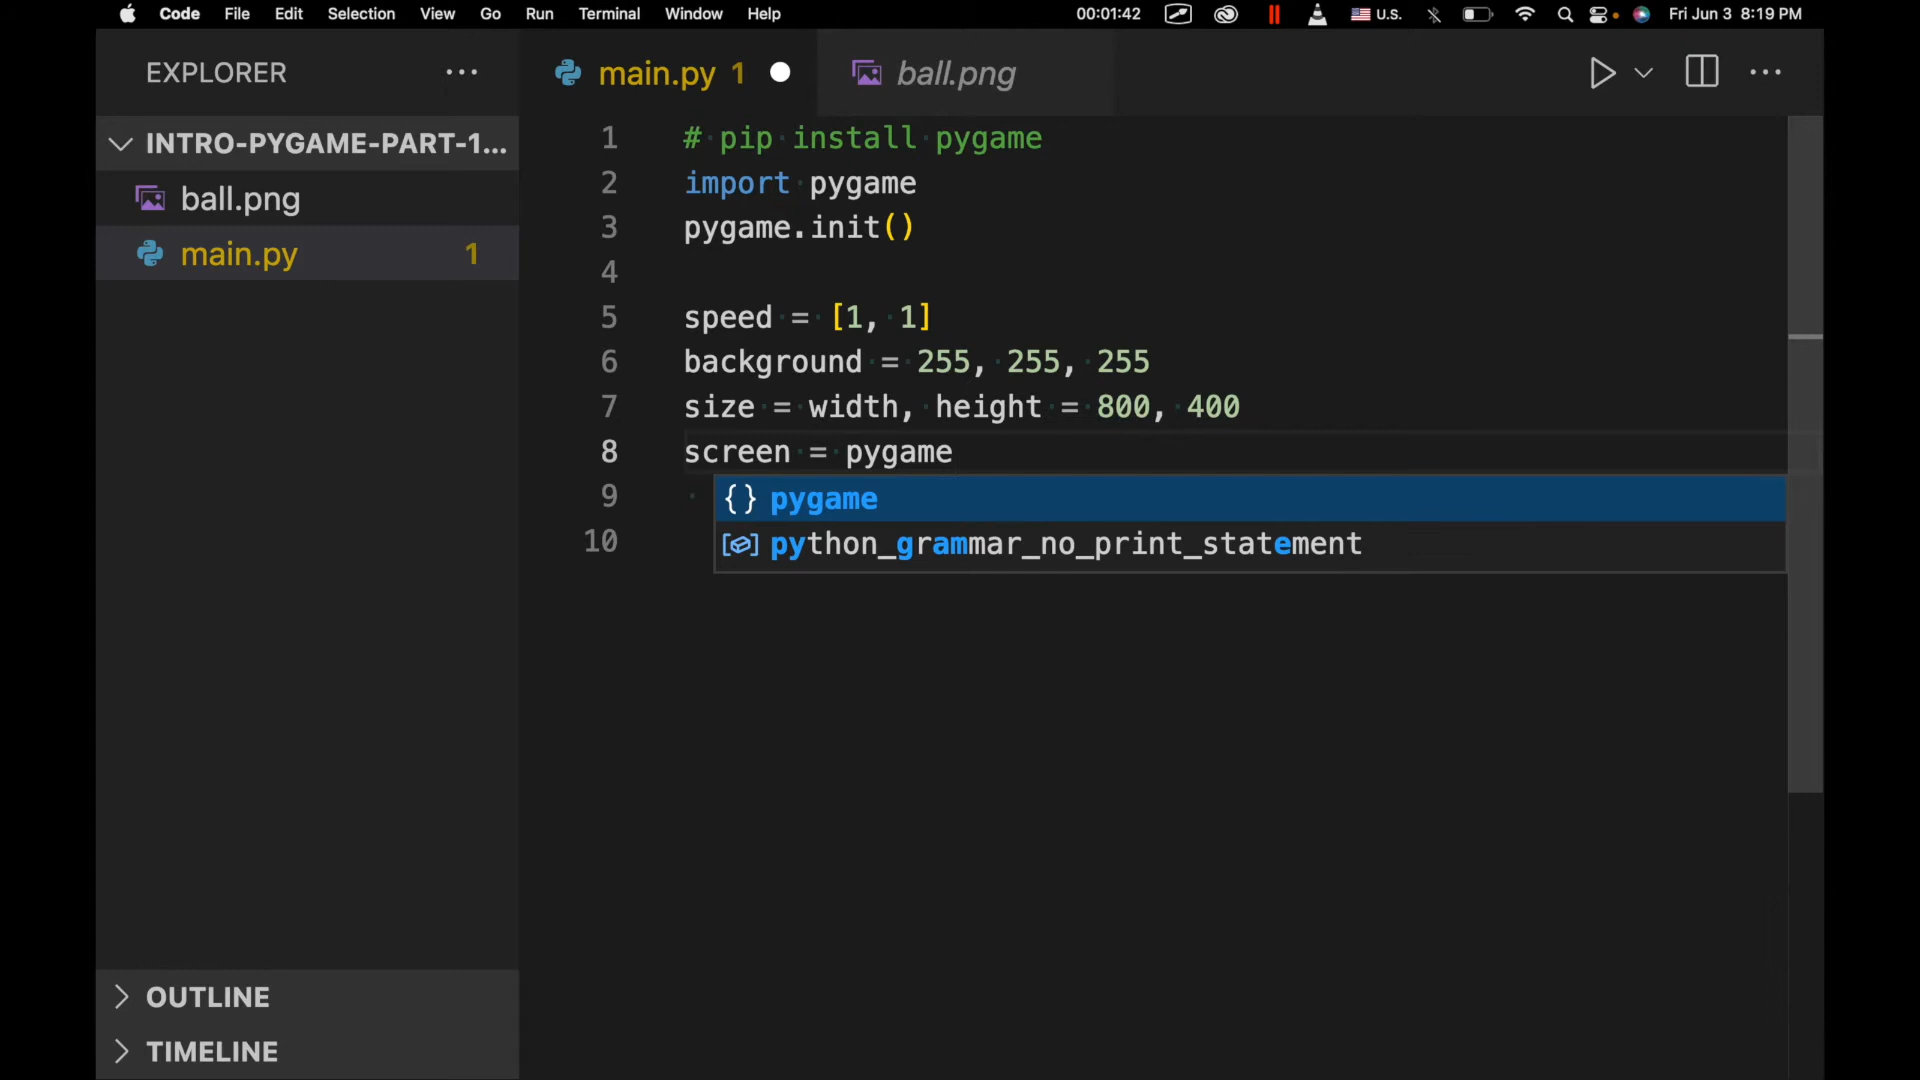 Code File Edit Selection View Go Run Terminal Window Help 00:01:42 U.S. Fri Jun 3 8:19 PM
EXPLORER ...
main.py 1
ball.png
...
INTRO-PYGAME-PART-1...
ball.png
main.py 1
1 # pip install pygame
2 import pygame
3 pygame.init()
4
5 speed = [1, 1]
6 background = 255, 255, 255
7 size = width, height = 800, 400
8 screen = pygame
9 {} pygame
10 python_grammar_no_print_statement
OUTLINE
TIMELINE